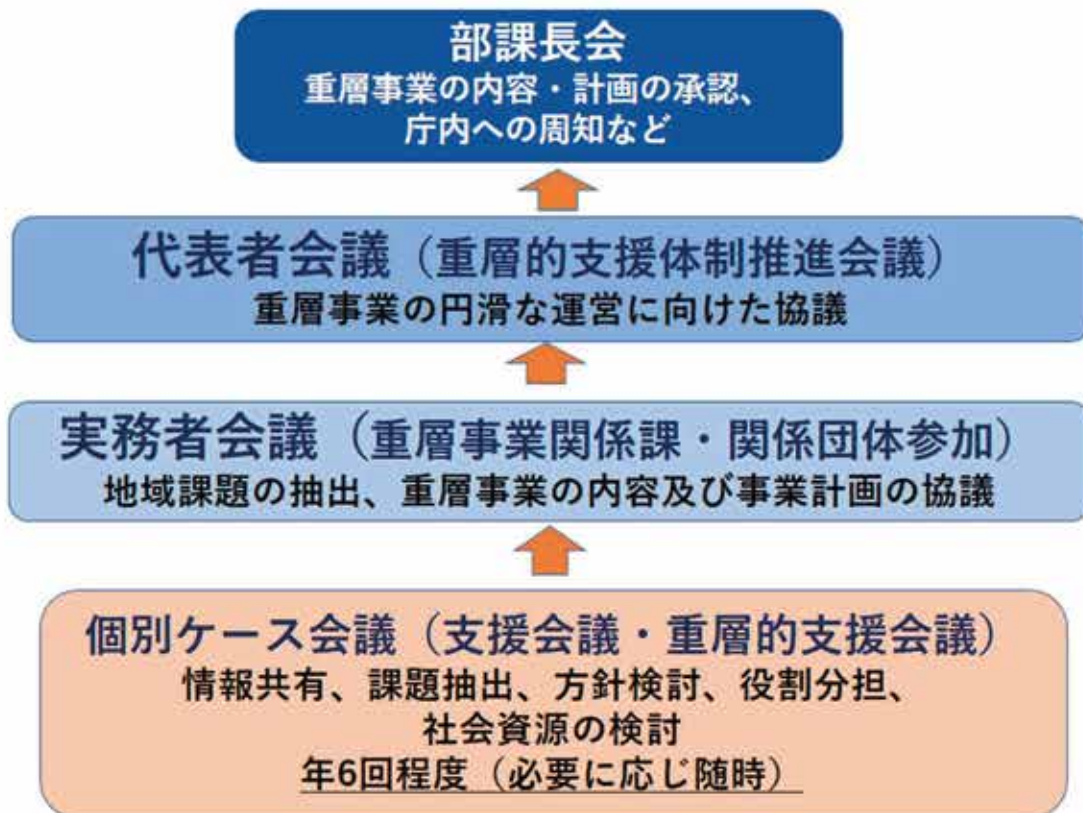 部課長会
重層事業の内容・計画の承認、
庁内への周知など
代表者会議（重層的支援体制推進会議）
重層事業の円滑な運営に向けた協議
実務者会議（重層事業関係課・関係団体参加）
地域課題の抽出、重層事業の内容及び事業計画の協議
個別ケース会議（支援会議・重層的支援会議）
情報共有、課題抽出、方針検討、役割分担、
社会資源の検討
年6回程度（必要に応じ随時）